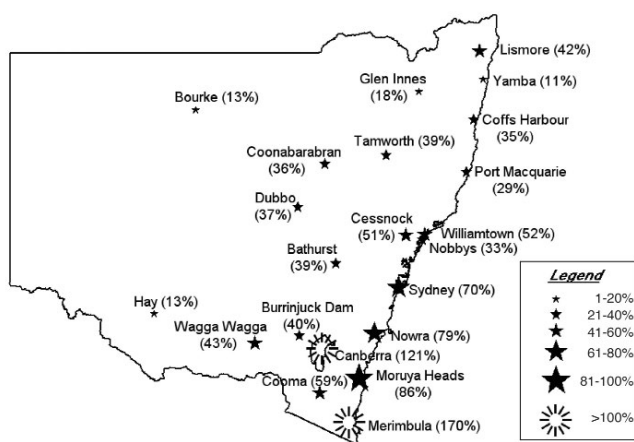 Lismore (42%)
Glen Innes
(18%)
Yamba (11%)
Bourke (13%)
Coffs Harbour
(35%)
Tamworth (39%)
Coonabarabran
(36%)
Port Macquarie
(29%)
Dubbo
(37%)
Cessnock
(51%)
Williamtown (52%)
Nobbys (33%)
Bathurst
(39%)
Sydney (70%)
Hay (13%)
Burrinjuck Dam
(40%)
Wagga Wagga
(43%)
Nowra (79%)
Canberra (121%)
Cooma (59%)
Moruya Heads
(86%)
Merimbula (170%)
Legend
1-20%
21-40%
41-60%
61-80%
81-100%
>100%